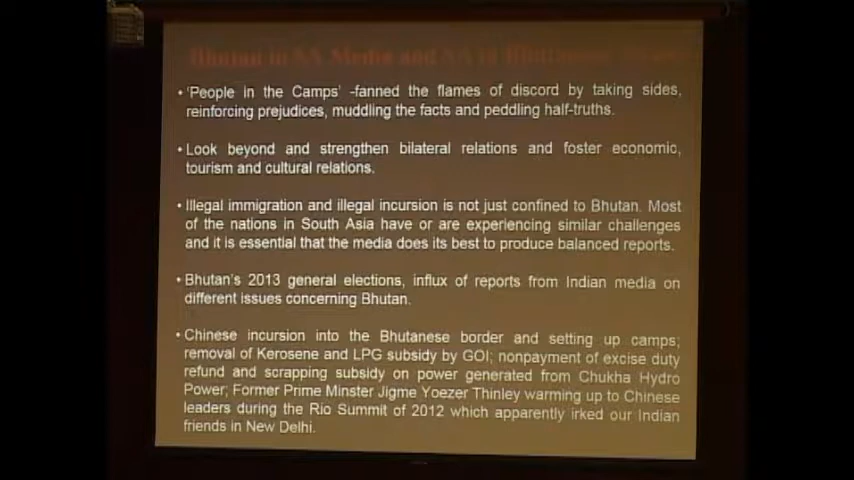 Bhutan in SA Media and SA in Bhutanese
• 'People in the Camps' -fanned the flames of discord by taking sides,
reinforcing prejudices, muddling the facts and peddling half-truths.
• Look beyond and strengthen bilateral relations and foster economic,
tourism and cultural relations.
• Illegal immigration and illegal incursion is not just confined to Bhutan. Most
of the nations in South Asia have or are experiencing similar challenges
and it is essential that the media does its best to produce balanced reports.
• Bhutan's 2013 general elections, influx of reports from Indian media on
different issues concerning Bhutan.
• Chinese incursion into the Bhutanese border and setting up camps;
removal of Kerosene and LPG subsidy by GOI; nonpayment of excise duty
refund and scrapping subsidy on power generated from Chukha Hydro
Power; Former Prime Minster Jigme Yoezer Thinley warming up to Chinese
leaders during the Rio Summit of 2012 which apparently irked our Indian
friends in New Delhi.